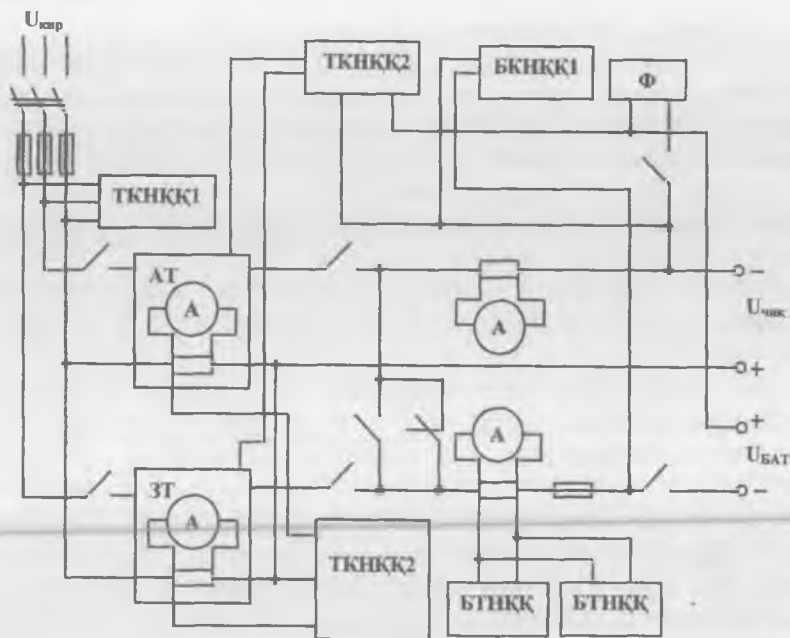 Uкир
ТКНҚҚ2
БКНҚҚ1
Ф
ТКНҚҚ1
АТ
А
А
−
Uчик
+
А
+
UБАТ
−
ЗТ
А
ТКНҚҚ2
БТНҚҚ
БТНҚҚ